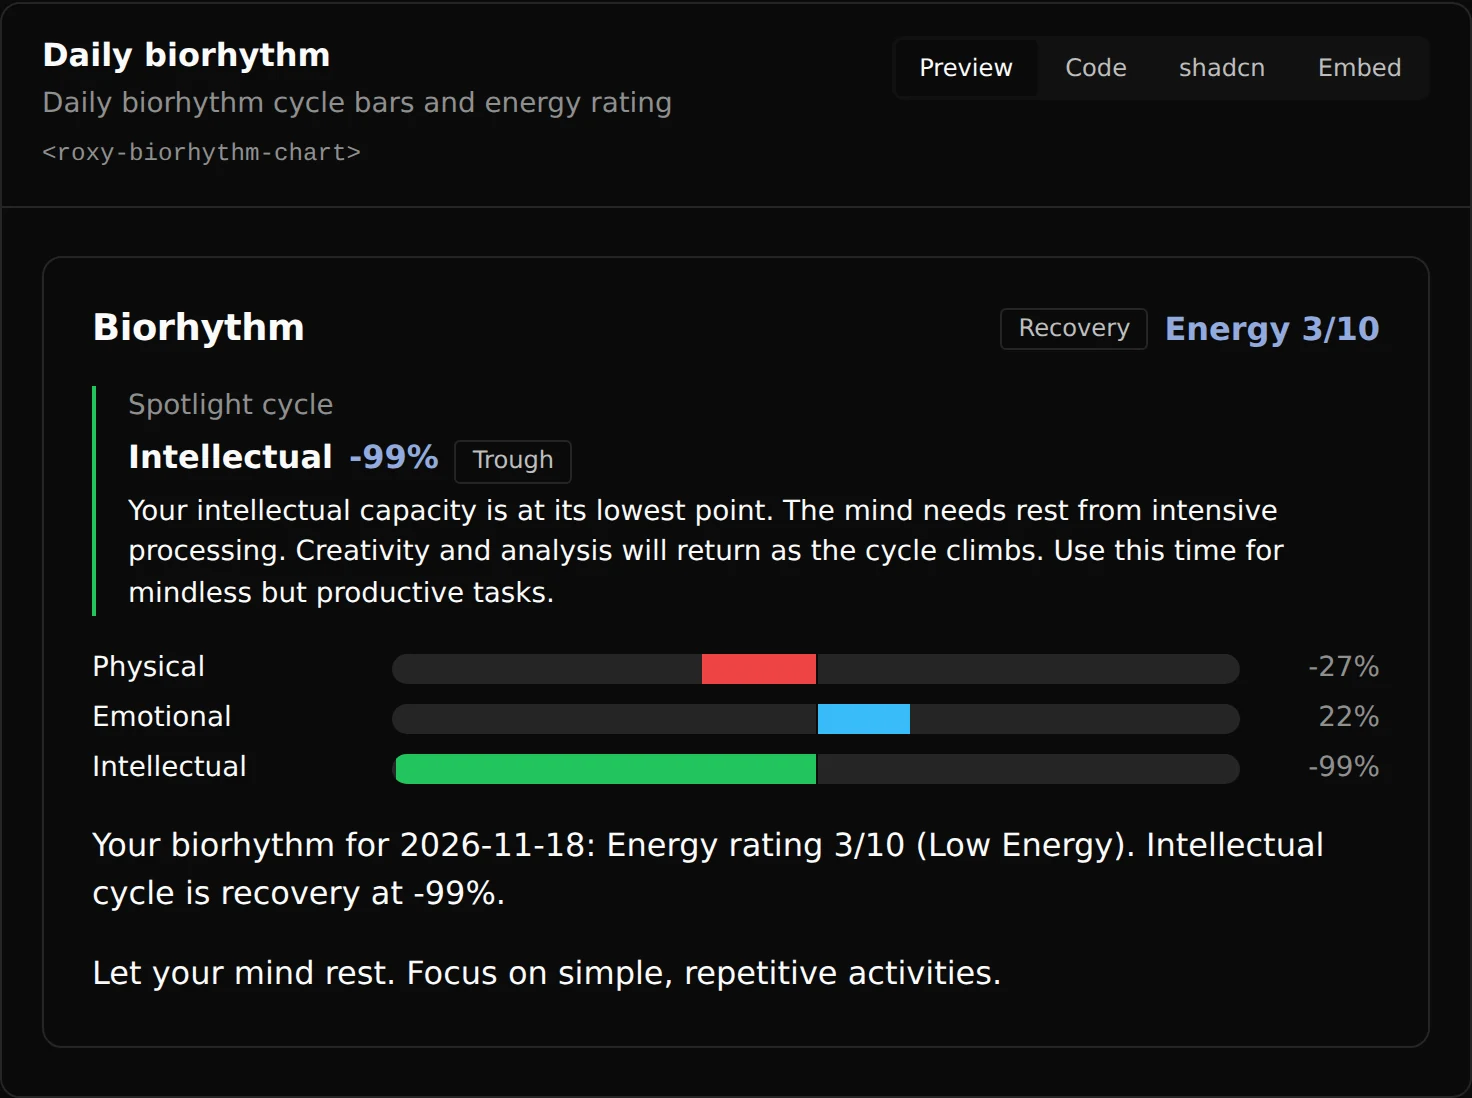 Daily biorhythm
Daily biorhythm cycle bars and energy rating
<roxy-biorhythm-chart>
Preview Code shadcn Embed
Biorhythm
Recovery Energy 3/10
Spotlight cycle
Intellectual -99% Trough
Your intellectual capacity is at its lowest point. The mind needs rest from intensive
processing. Creativity and analysis will return as the cycle climbs. Use this time for
mindless but productive tasks.
Physical -27%
Emotional 22%
Intellectual -99%
Your biorhythm for 2026-11-18: Energy rating 3/10 (Low Energy). Intellectual
cycle is recovery at -99%.
Let your mind rest. Focus on simple, repetitive activities.